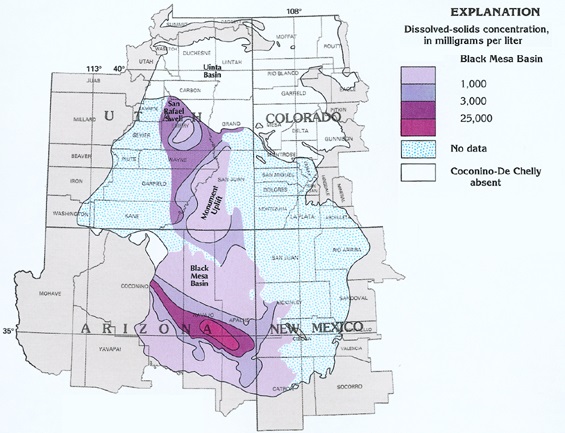 EXPLANATION
Dissolved-solids concentration,
in milligrams per liter
Black Mesa Basin
1,000
3,000
25,000
No data
Coconino-De Chelly
absent
108°
113°
40°
35°
UTAH
COLORADO
ARIZONA
NEW MEXICO
Uinta
Basin
San
Rafael
Swell
Monument
Uplift
Black
Mesa
Basin
DUCHESNE
UINTAH
MOFFAT
ROUTT
UTAH
JUAB
CARBON
RIO BLANCO
GARFIELD
EAGLE
PITKIN
MILLARD
SEVIER
EMERY
GRAND
MESA
DELTA
GUNNISON
MONTROSE
BEAVER
PIUTE
WAYNE
IRON
GARFIELD
SAN JUAN
SAN MIGUEL
DOLORES
HINSDALE
MINERAL
WASHINGTON
KANE
MONTEZUMA
LA PLATA
ARCHULETA
RIO ARRIBA
SAN JUAN
MOHAVE
COCONINO
NAVAJO
APACHE
McKINLEY
SANDOVAL
CIBOLA
VALENCIA
YAVAPAI
CATRON
SOCORRO